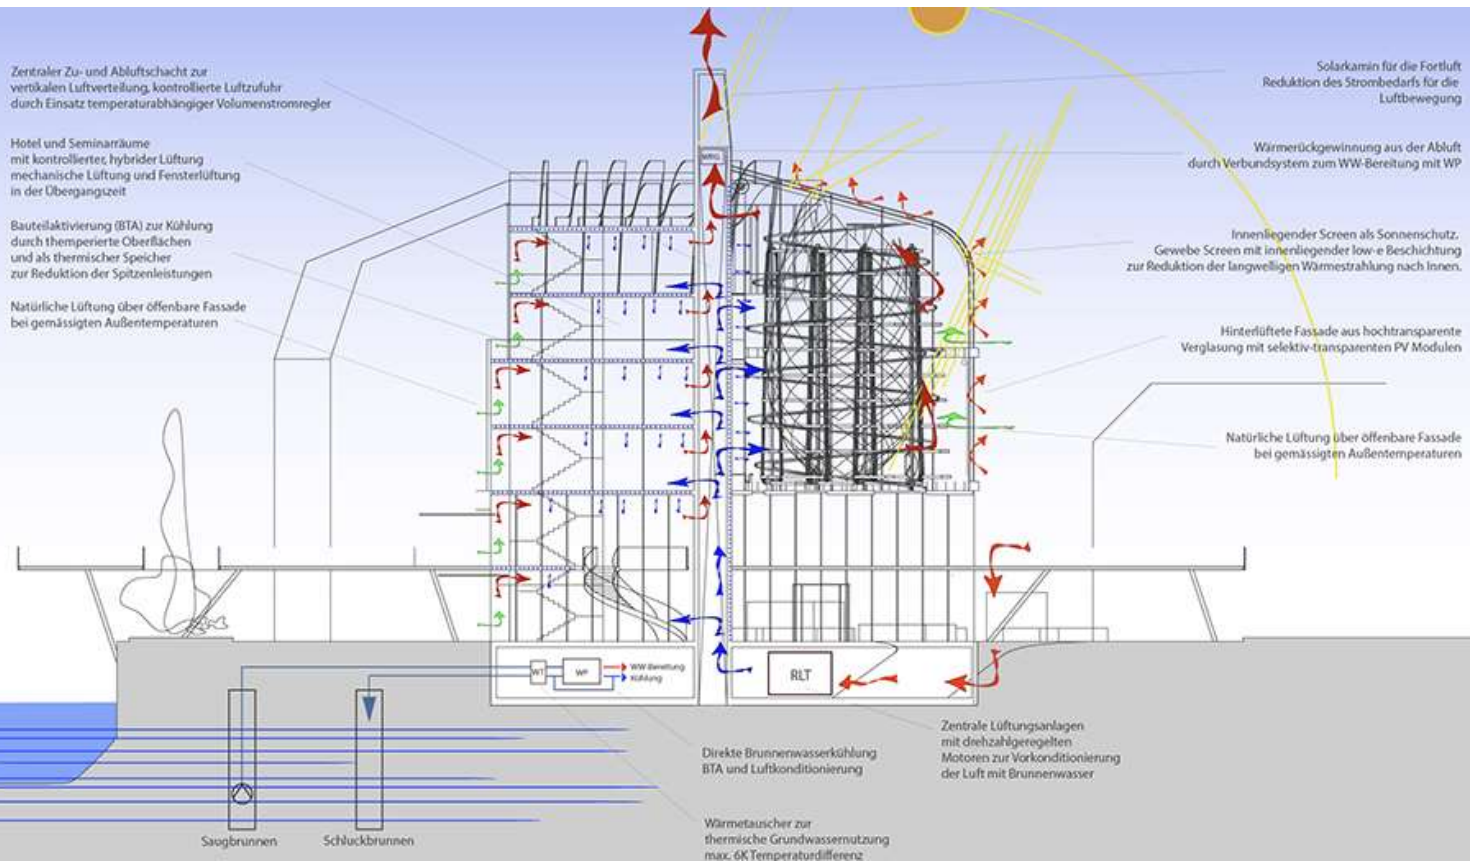 Zentraler Zu- und Abluftschacht zur
vertikalen Luftverteilung, kontrollierte Luftzufuhr
durch Einsatz temperaturabhängiger Volumenstromregler
Hotel und Seminarräume
mit kontrollierter, hybrider Lüftung
mechanische Lüftung und Fensterlüftung
in der Übergangszeit
Bauteilaktivierung (BTA) zur Kühlung
durch themperierte Oberflächen
und als thermischer Speicher
zur Reduktion der Spitzenleistungen
Natürliche Lüftung über öffenbare Fassade
bei gemässigten Außentemperaturen
Solarkamin für die Fortluft
Reduktion des Strombedarfs für die
Luftbewegung
Wärmerückgewinnung aus der Abluft
durch Verbundsystem zum WW-Bereitung mit WP
Innenliegender Screen als Sonnenschutz.
Gewebe Screen mit innenliegender low-e Beschichtung
zur Reduktion der langwelligen Wärmestrahlung nach Innen.
Hinterlüftete Fassade aus hochtransparente
Verglasung mit selektiv-transparenten PV Modulen
Natürliche Lüftung über öffenbare Fassade
bei gemässigten Außentemperaturen
WRG
WT
WP
WW-Bereitung
Kühlung
RLT
Zentrale Lüftungsanlagen
mit drehzahlgeregelten
Motoren zur Vorkonditionierung
der Luft mit Brunnenwasser
Direkte Brunnenwasserkühlung
BTA und Luftkonditionierung
Wärmetauscher zur
thermische Grundwassernutzung
max. 6K Temperaturdifferenz
Saugbrunnen
Schluckbrunnen